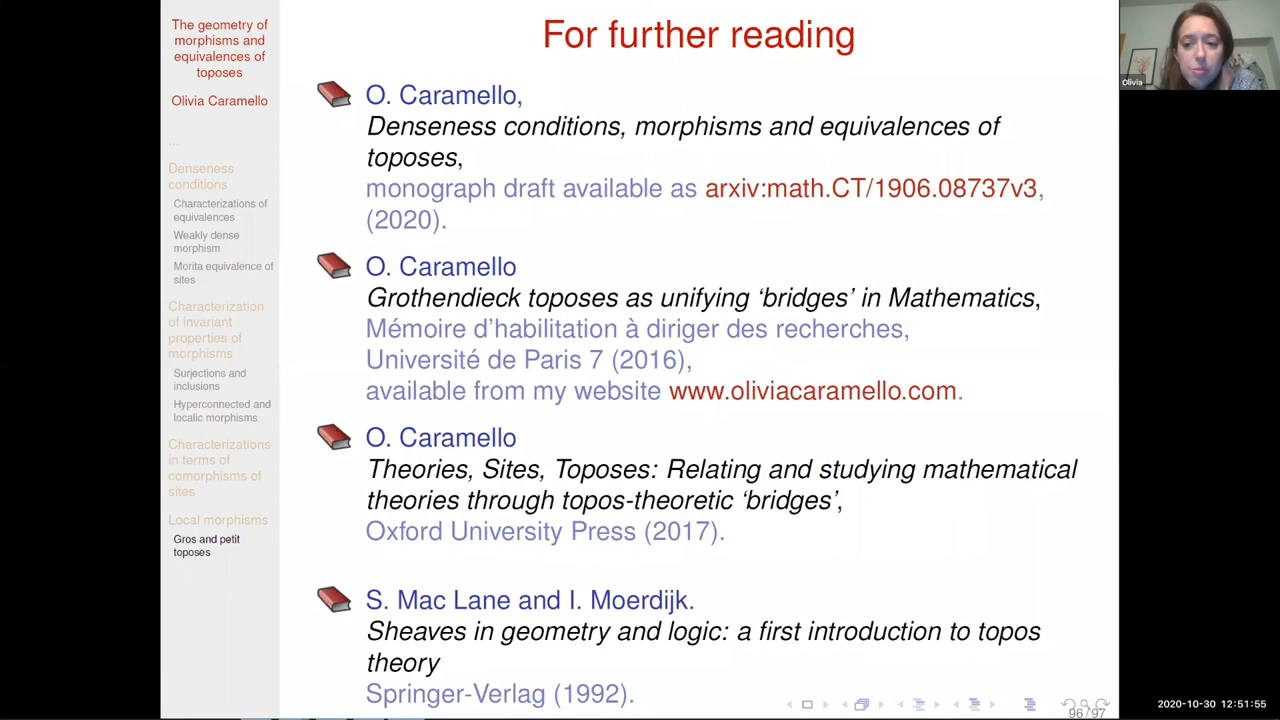 The geometry of
morphisms and
equivalences of
toposes
Olivia Caramello
...
Denseness
conditions
Characterizations of
equivalences
Weakly dense
morphism
Morita equivalence of
sites
Characterization
of invariant
properties of
morphisms
Surjections and
inclusions
Hyperconnected and
localic morphisms
Characterizations
in terms of
comorphisms of
sites
Local morphisms
Gros and petit
toposes
For further reading
O. Caramello,
Denseness conditions, morphisms and equivalences of
toposes,
monograph draft available as arxiv:math.CT/1906.08737v3,
(2020).
O. Caramello
Grothendieck toposes as unifying ‘bridges’ in Mathematics,
Mémoire d’habilitation à diriger des recherches,
Université de Paris 7 (2016),
available from my website www.oliviacaramello.com.
O. Caramello
Theories, Sites, Toposes: Relating and studying mathematical
theories through topos-theoretic ‘bridges’,
Oxford University Press (2017).
S. Mac Lane and I. Moerdijk.
Sheaves in geometry and logic: a first introduction to topos
theory
Springer-Verlag (1992).
96/97
Olivia
2020-10-30 12:51:55